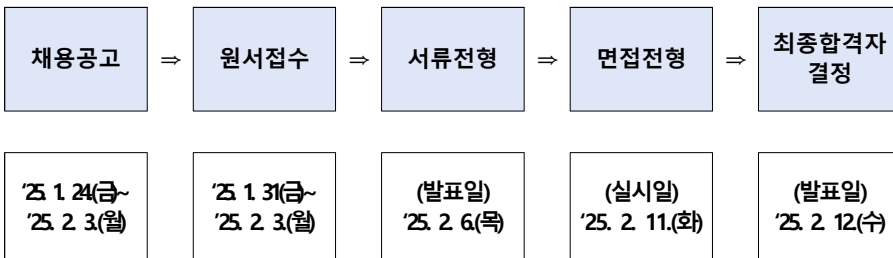 채용공고 ⇒ 원서접수 ⇒ 서류전형 ⇒ 면접전형 ⇒ 최종합격자
결정
'25. 1. 24.(금)~
'25. 2. 3.(월)
'25. 1. 31(금)~
'25. 2. 3.(월)
(발표일)
'25. 2. 6.(목)
(실시일)
'25. 2. 11.(화)
(발표일)
'25. 2. 12.(수)